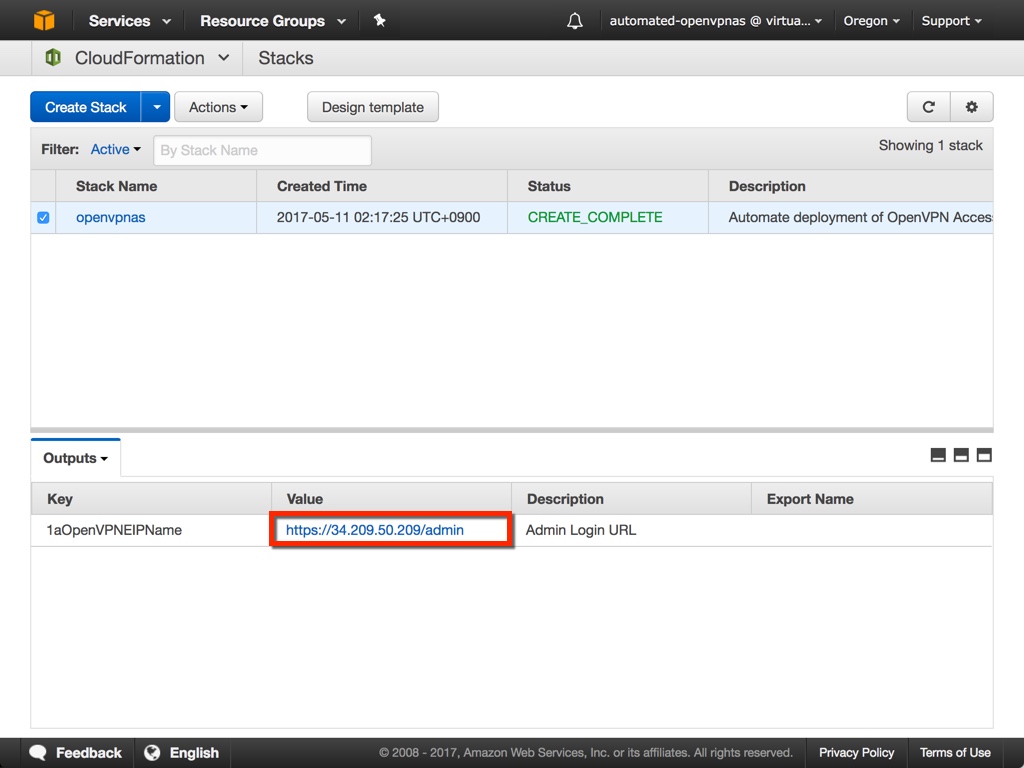 Services Resource Groups automated-openvpnas @ virtua... Oregon Support
CloudFormation Stacks
Create Stack Actions Design template
Filter: Active By Stack Name Showing 1 stack
Stack Name Created Time Status Description
openvpnas 2017-05-11 02:17:25 UTC+0900 CREATE_COMPLETE Automate deployment of OpenVPN Access
Outputs
Key Value Description Export Name
1aOpenVPNEIPName https://34.209.50.209/admin Admin Login URL
Feedback English © 2008 - 2017, Amazon Web Services, Inc. or its affiliates. All rights reserved. Privacy Policy Terms of Use